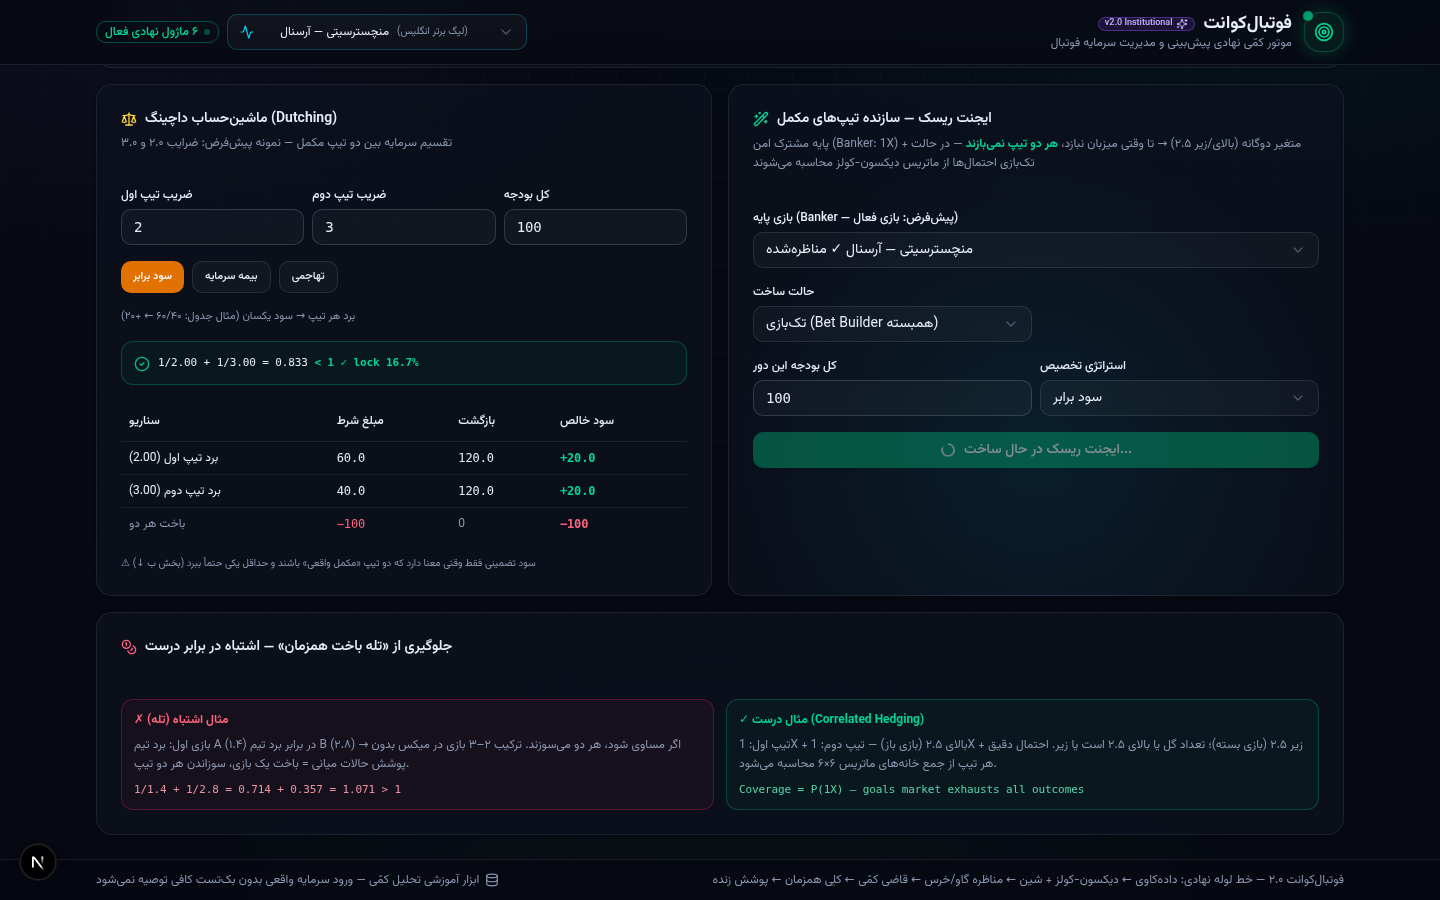 فوتبال‌کوانت
v2.0 Institutional
موتور کمّی نهادی پیش‌بینی و مدیریت سرمایه فوتبال
منچسترسیتی — آرسنال (لیگ برتر انگلیس)
۶ ماژول نهادی فعال
ایجنت ریسک — سازنده تیپ‌های مکمل
پایه مشترک امن (Banker: 1X) + متغیر دوگانه (بالای/زیر ۲.۵) → تا وقتی میزبان نبازد، هر دو تیپ نمی‌بازند — در حالت
تک‌بازی احتمال‌ها از ماتریس دیکسون-کولز محاسبه می‌شوند
بازی پایه (Banker — پیش‌فرض: بازی فعال)
منچسترسیتی — آرسنال ✓ مناظره‌شده
حالت ساخت
تک‌بازی (Bet Builder همبسته)
استراتژی تخصیص
کل بودجه این دور
سود برابر
100
ایجنت ریسک در حال ساخت...
ماشین‌حساب داچینگ (Dutching)
تقسیم سرمایه بین دو تیپ مکمل — نمونه پیش‌فرض: ضرایب ۲.۰ و ۳.۰
ضریب تیپ اول
ضریب تیپ دوم
کل بودجه
2
3
100
سود برابر
بیمه سرمایه
تهاجمی
برد هر تیپ → سود یکسان (مثال جدول: ۶۰/۴۰ ← +۲۰)
1/2.00 + 1/3.00 = 0.833 < 1 ✓ lock 16.7%
سناریو
مبلغ شرط
بازگشت
سود خالص
برد تیپ اول (2.00)
60.0
120.0
+20.0
برد تیپ دوم (3.00)
40.0
120.0
+20.0
باخت هر دو
−100
0
−100
⚠ سود تضمینی فقط وقتی معنا دارد که دو تیپ «مکمل واقعی» باشند و حداقل یکی حتماً ببرد (بخش ب ↓)
جلوگیری از «تله باخت همزمان» — اشتباه در برابر درست
✓ مثال درست (Correlated Hedging)
تیپ اول: 1X + بالای ۲.۵ (بازی باز) — تیپ دوم: 1X + زیر ۲.۵ (بازی بسته)؛ تعداد گل یا بالای ۲.۵ است یا زیر. احتمال دقیق
هر تیپ از جمع خانه‌های ماتریس ۶×۶ محاسبه می‌شود.
Coverage = P(1X) — goals market exhausts all outcomes
✗ مثال اشتباه (تله)
بازی اول: برد تیم A (۱.۴) در برابر برد تیم B (۲.۸) → اگر مساوی شود، هر دو می‌سوزند. ترکیب ۲–۳ بازی در میکس بدون
پوشش حالات میانی = باخت یک بازی، سوزاندن هر دو تیپ.
1/1.4 + 1/2.8 = 0.714 + 0.357 = 1.071 > 1
فوتبال‌کوانت ۲.۰ — خط لوله نهادی: داده‌کاوی ← دیکسون-کولز + شین ← مناظره گاو/خرس ← قاضی کمّی ← کلی همزمان ← پوشش زنده
ابزار آموزشی تحلیل کمّی — ورود سرمایه واقعی بدون بک‌تست کافی توصیه نمی‌شود
N